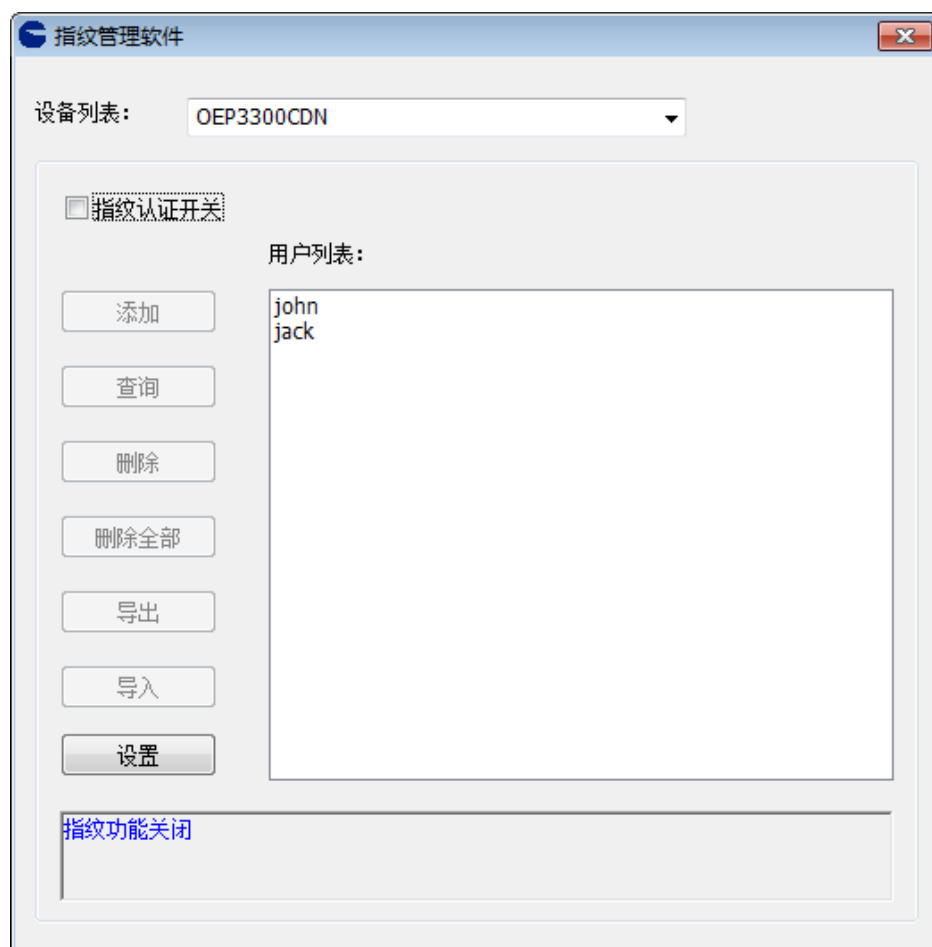 指纹管理软件
设备列表: OEP3300CDN
指纹认证开关
用户列表:
添加
john
jack
查询
删除
删除全部
导出
导入
设置
指纹功能关闭